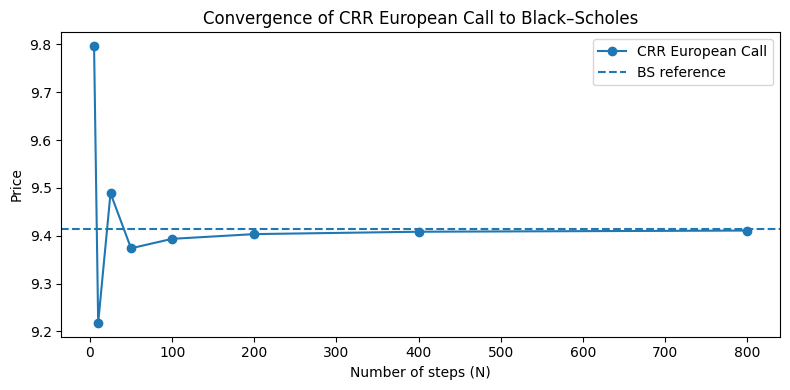 Convergence of CRR European Call to Black–Scholes
CRR European Call
BS reference
Price
9.8
9.7
9.6
9.5
9.4
9.3
9.2
0 100 200 300 400 500 600 700 800
Number of steps (N)